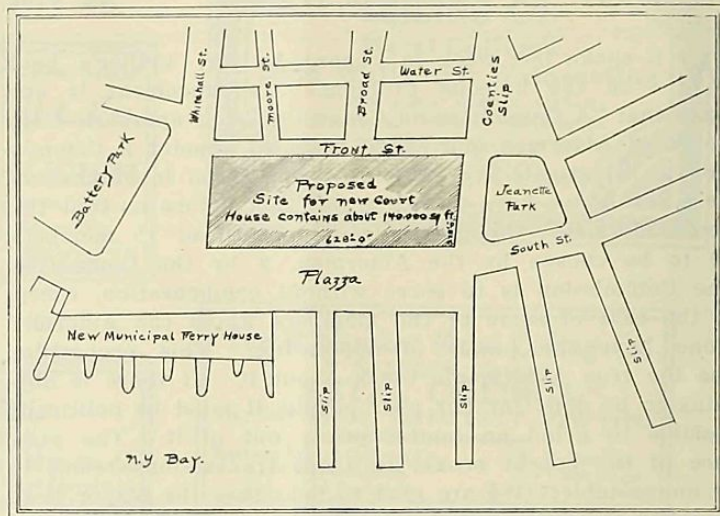 Whitehall St.
Moore St.
Broad St.
Water St.
Coenties
Slip
Battery Park
Front St.
Proposed
Site for new Court
House contains about 140.000 sq ft.
628'-0"
Jeanette
Park
South St.
Plazza
New Municipal Ferry House
Slip
Slip
Slip
Slip
Slip
N.Y Bay.